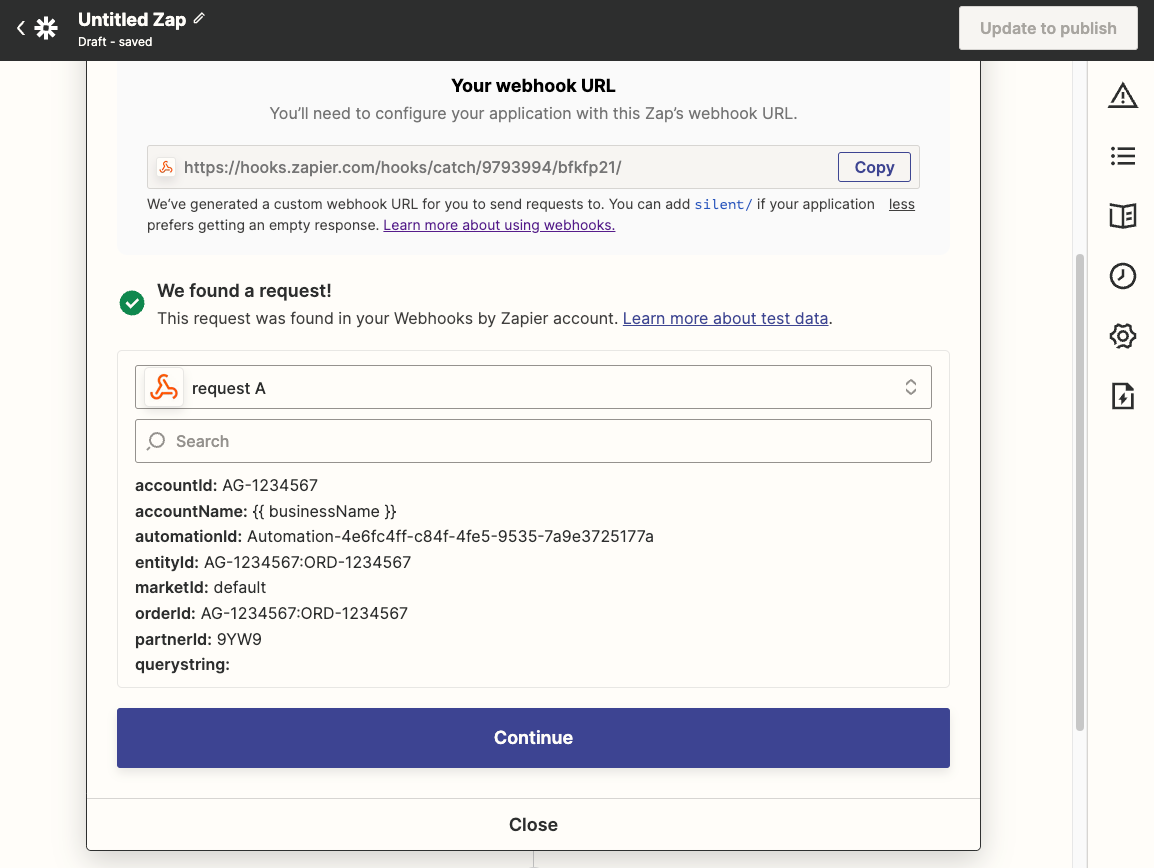 Untitled Zap
Draft - saved
Update to publish
Your webhook URL
You’ll need to configure your application with this Zap’s webhook URL.
https://hooks.zapier.com/hooks/catch/9793994/bfkfp21/
Copy
We’ve generated a custom webhook URL for you to send requests to. You can add silent/ if your application less
prefers getting an empty response. Learn more about using webhooks.
We found a request!
This request was found in your Webhooks by Zapier account. Learn more about test data.
request A
Search
accountId: AG-1234567
accountName: {{ businessName }}
automationId: Automation-4e6fc4ff-c84f-4fe5-9535-7a9e3725177a
entityId: AG-1234567:ORD-1234567
marketId: default
orderId: AG-1234567:ORD-1234567
partnerId: 9YW9
querystring:
Continue
Close